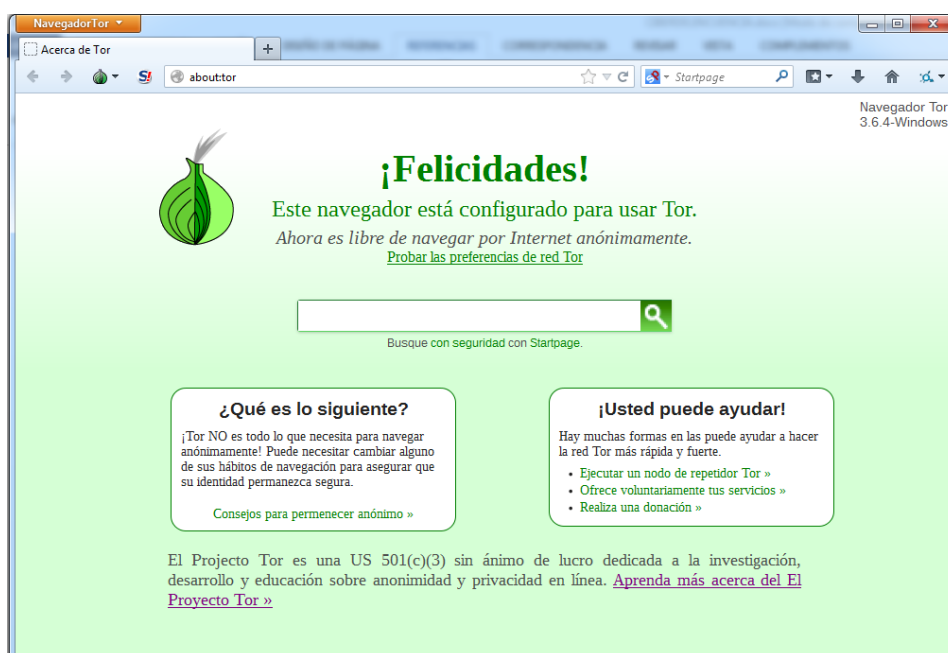 NavegadorTor
Acerca de Tor
about:tor
Startpage
Navegador Tor
3.6.4-Windows
¡Felicidades!
Este navegador está configurado para usar Tor.
Ahora es libre de navegar por Internet anónimamente.
Probar las preferencias de red Tor
Busque con seguridad con Startpage.
¿Qué es lo siguiente?
¡Tor NO es todo lo que necesita para navegar
anónimamente! Puede necesitar cambiar alguno
de sus hábitos de navegación para asegurar que
su identidad permanezca segura.
Consejos para permenecer anónimo »
¡Usted puede ayudar!
Hay muchas formas en las puede ayudar a hacer
la red Tor más rápida y fuerte.
• Ejecutar un nodo de repetidor Tor »
• Ofrece voluntariamente tus servicios »
• Realiza una donación »
El Projecto Tor es una US 501(c)(3) sin ánimo de lucro dedicada a la investigación,
desarrollo y educación sobre anonimidad y privacidad en línea. Aprenda más acerca del El
Proyecto Tor »